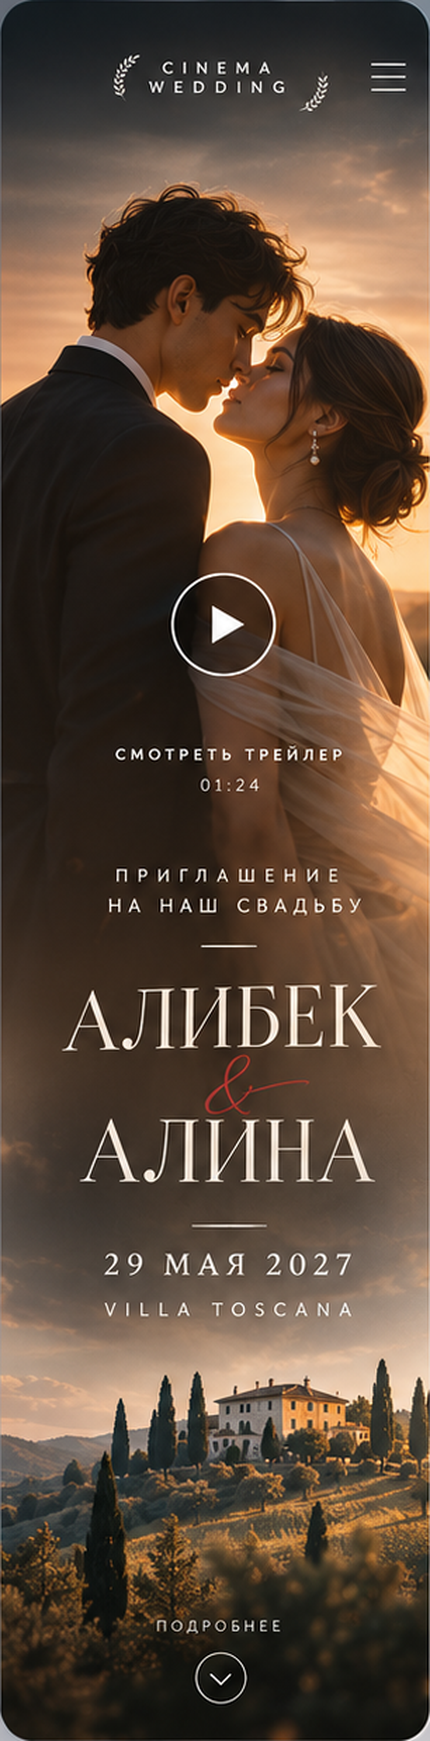 CINEMA
WEDDING
СМОТРЕТЬ ТРЕЙЛЕР
01:24
ПРИГЛАШЕНИЕ
НА НАШ СВАДЬБУ
АЛИБЕК
&
АЛИНА
29 МАЯ 2027
VILLA TOSCANA
ПОДРОБНЕЕ